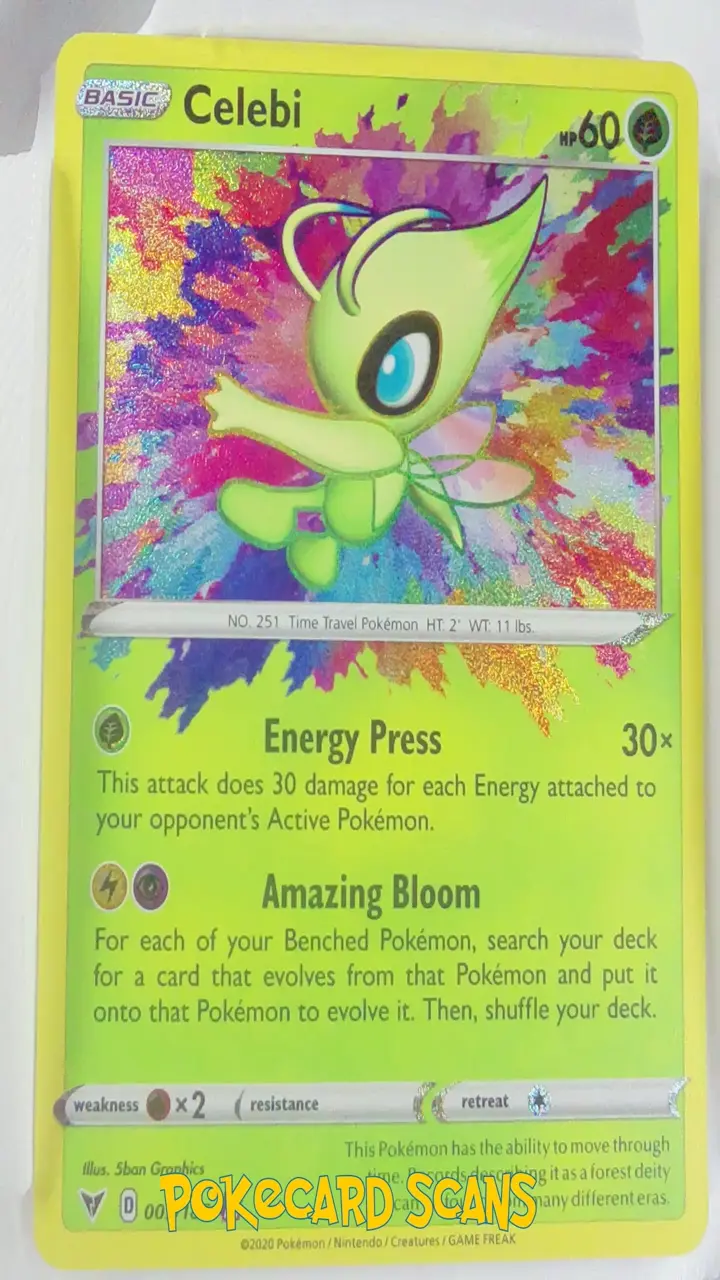 BASIC Celebi HP60
NO. 251 Time Travel Pokémon HT: 2' WT: 11 lbs.
Energy Press 30×
This attack does 30 damage for each Energy attached to
your opponent's Active Pokémon.
Amazing Bloom
For each of your Benched Pokémon, search your deck
for a card that evolves from that Pokémon and put it
onto that Pokémon to evolve it. Then, shuffle your deck.
weakness ×2 resistance retreat
This Pokémon has the ability to move through
Illus. 5ban Graphics
time. Records describing it as a forest deity
D
many different eras.
POKECARD SCANS
©2020 Pokémon / Nintendo / Creatures / GAME FREAK